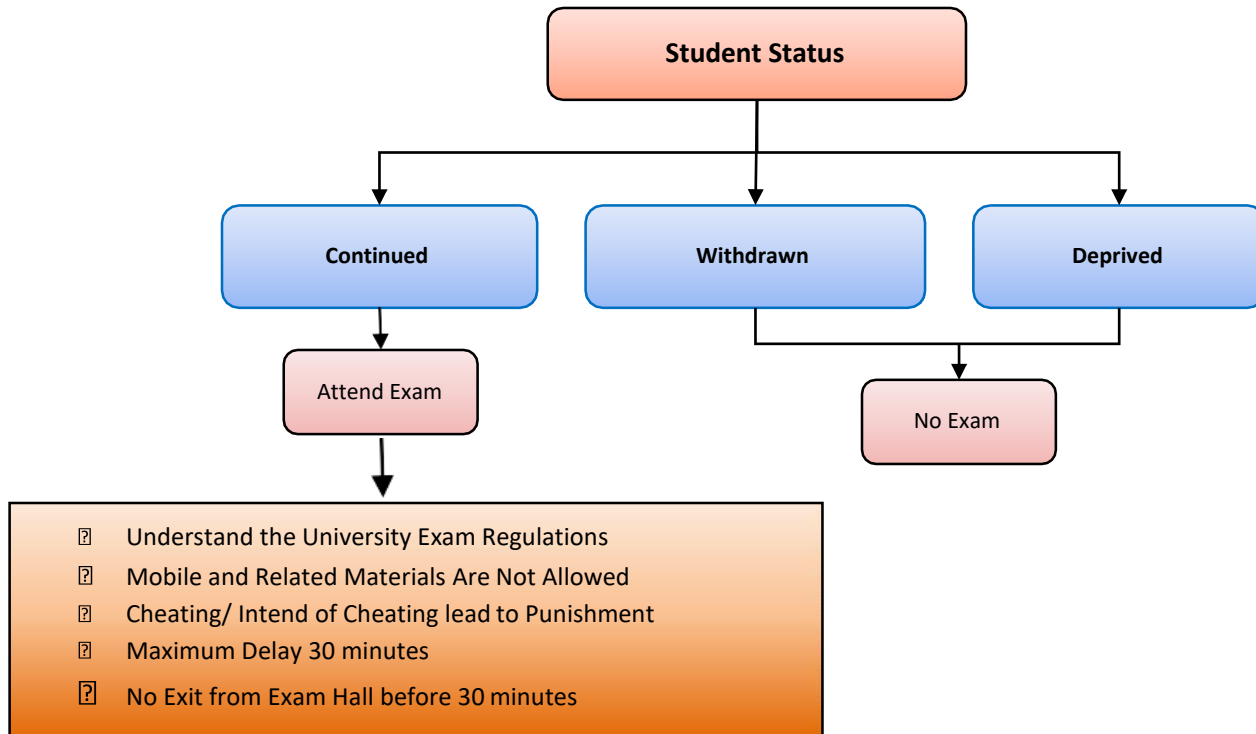 Student Status
Continued
Withdrawn
Deprived
Attend Exam
No Exam
Understand the University Exam Regulations
Mobile and Related Materials Are Not Allowed
Cheating/ Intend of Cheating lead to Punishment
Maximum Delay 30 minutes
No Exit from Exam Hall before 30 minutes